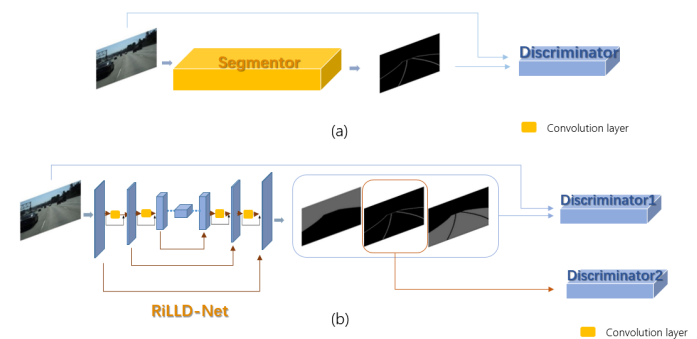 Segmentor
Discriminator
(a)
Convolution layer
Discriminator1
Discriminator2
RiLLD-Net
(b)
Convolution layer